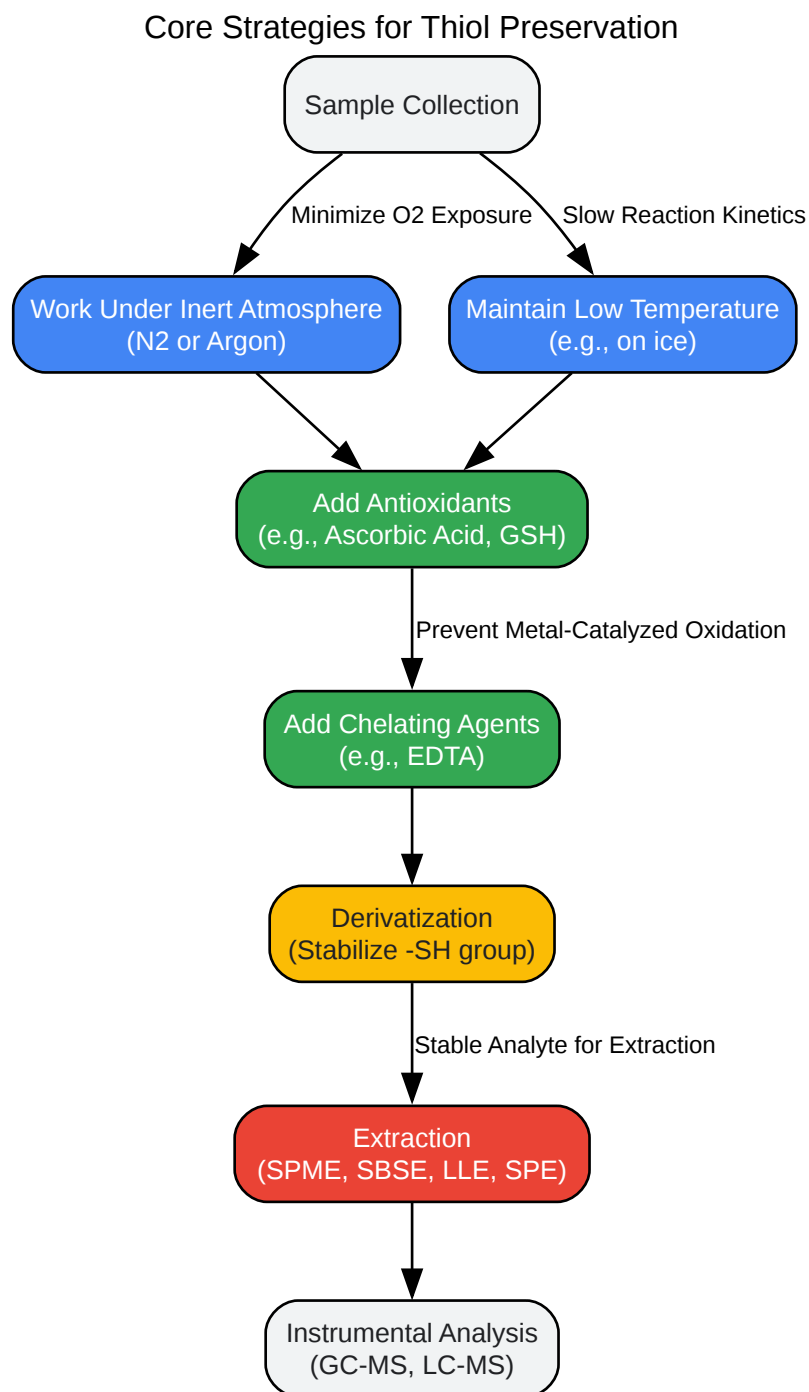 Core Strategies for Thiol Preservation
Sample Collection
Minimize O2 Exposure
Slow Reaction Kinetics
Work Under Inert Atmosphere
(N2 or Argon)
Maintain Low Temperature
(e.g., on ice)
Add Antioxidants
(e.g., Ascorbic Acid, GSH)
Prevent Metal-Catalyzed Oxidation
Add Chelating Agents
(e.g., EDTA)
Derivatization
(Stabilize -SH group)
Stable Analyte for Extraction
Extraction
(SPME, SBSE, LLE, SPE)
Instrumental Analysis
(GC-MS, LC-MS)